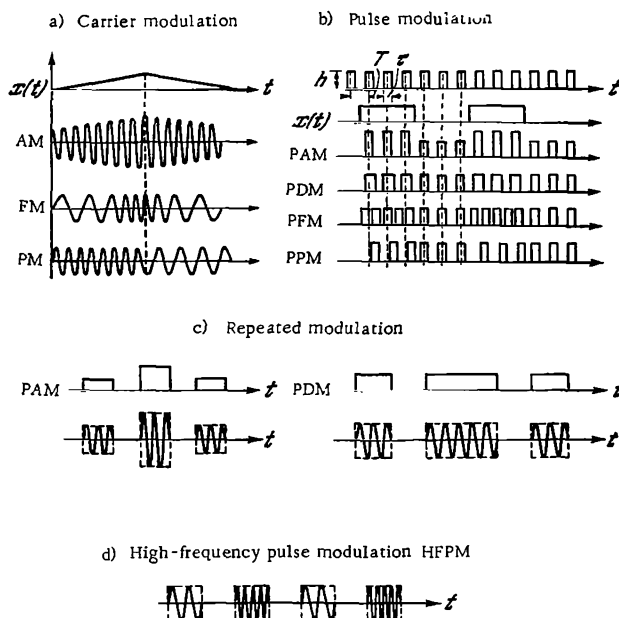 a) Carrier modulation
x(t)
t
AM
FM
PM
b) Pulse modulation
T τ
h
t
x(t)
PAM
PDM
PFM
PPM
t
c) Repeated modulation
PAM
t
t
PDM
t
t
d) High-frequency pulse modulation HFPM
t